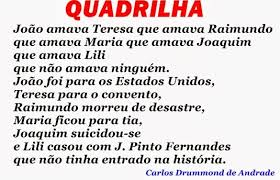 QUADRILHA
João amava Teresa que amava Raimundo
que amava Maria que amava Joaquim
que amava Lili
que não amava ninguém.
João foi para os Estados Unidos,
Teresa para o convento,
Raimundo morreu de desastre,
Maria ficou para tia,
Joaquim suicidou-se
e Lili casou com J. Pinto Fernandes
que não tinha entrado na história.
Carlos Drummond de Andrade